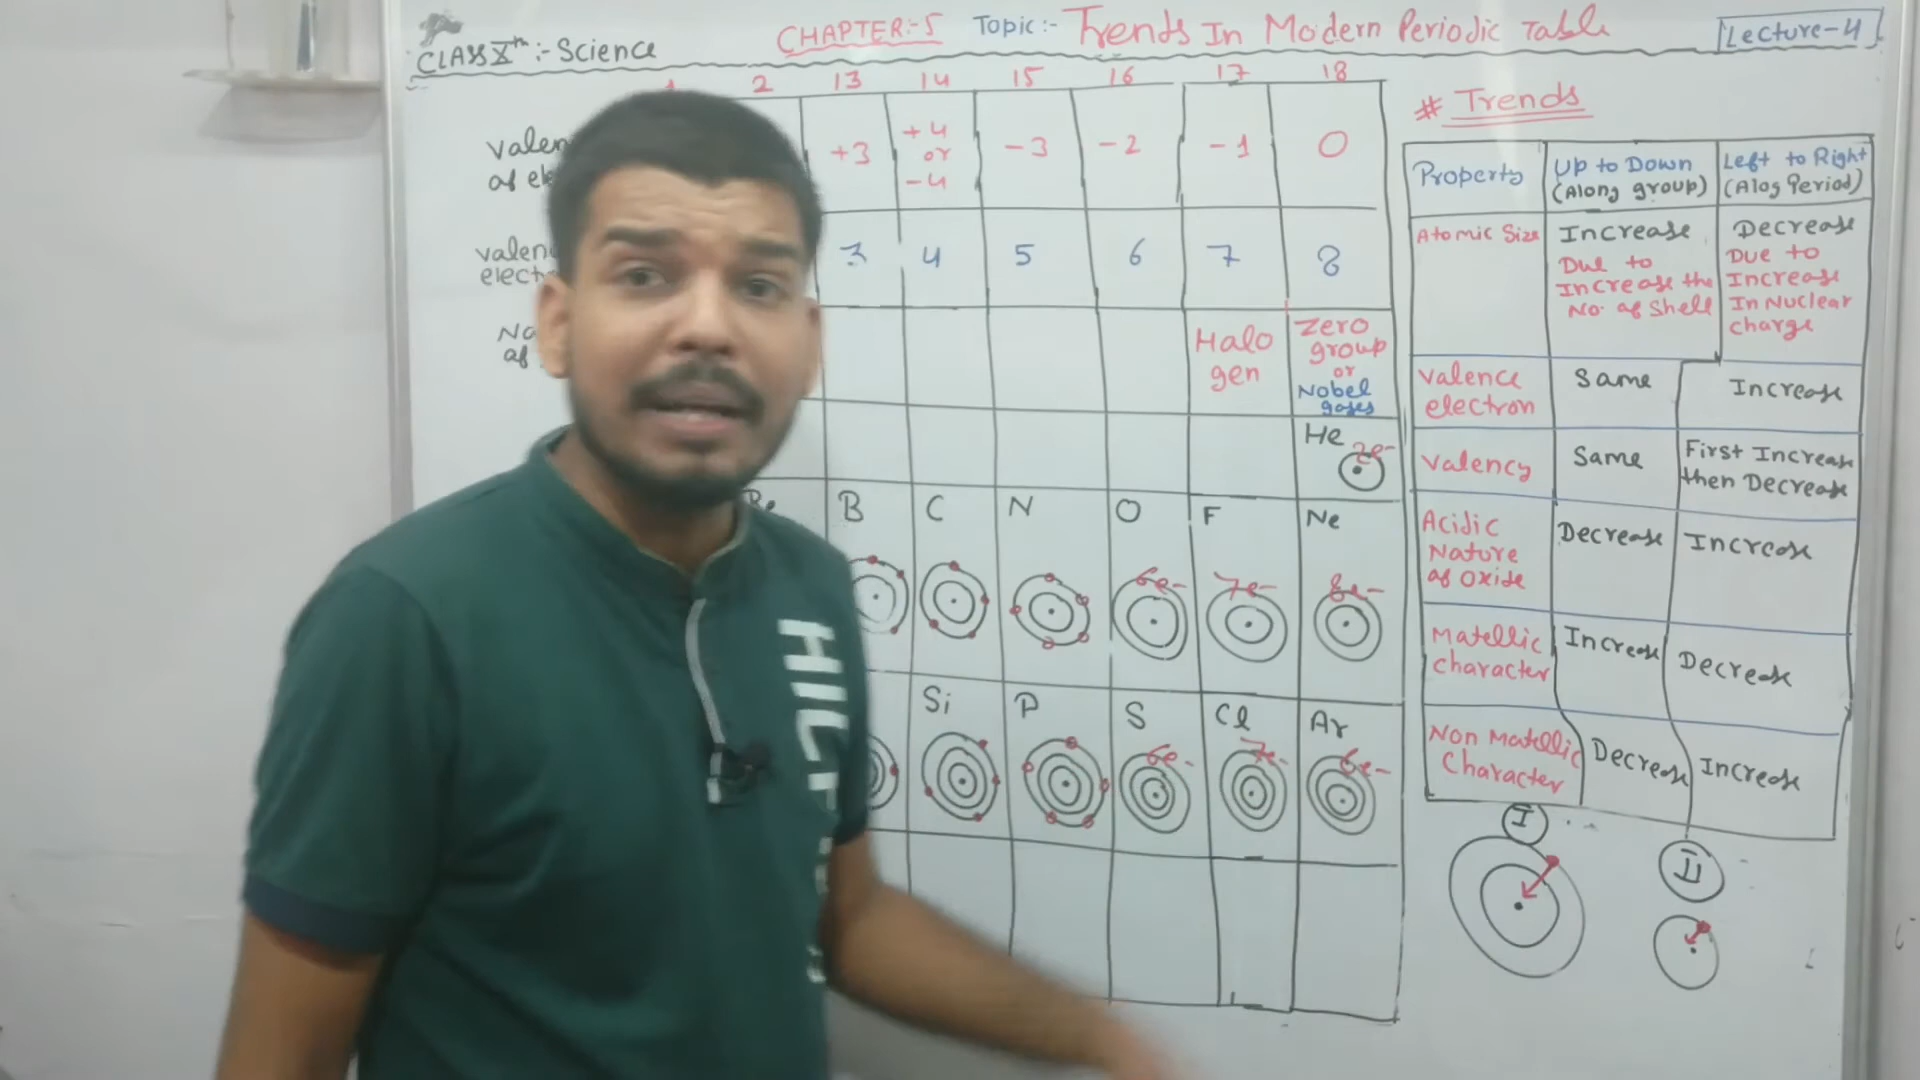 CLASS Xth :- Science
CHAPTER:-5
Topic:- Trends In Modern Periodic Table
Lecture-4
2 13 14 15 16 17 18
+3
+4
or
-4
-3
-2
-1
0
3 4 5 6 7 8
Halo
gen
Zero
group
or
Nobel
gases
He
2e-
B
C
N
O
6e-
F
7e-
Ne
8e-
Si
P
S
6e-
Cl
7e-
Ar
HILF
# Trends
Property
Up to Down
(Along group)
Left to Right
(Alog Period)
Atomic Size
Increase
Due to
Increase the
No. of Shell
Decrease
Due to
Increase
In Nuclear
charge
Valence
electron
Same
Increase
Valency
Same
First Increase
then Decrease
Acidic
Nature
of Oxide
Decrease
Increase
Matellic
character
Increase
Decrease
Non Matellic
Character
Decrease
Increase
I
II